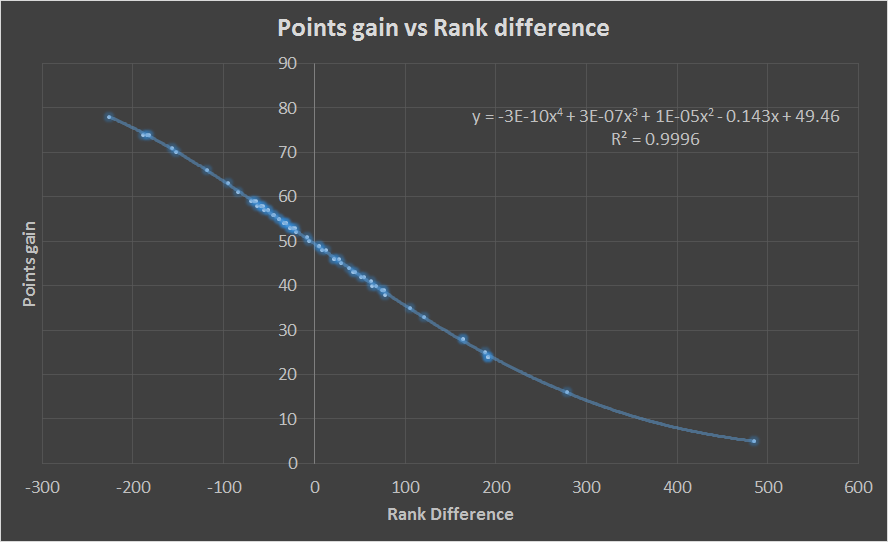 Points gain vs Rank difference
90
80
70
60
50
40
30
20
10
0
y = -3E-10x⁴ + 3E-07x³ + 1E-05x² - 0.143x + 49.46
R² = 0.9996
Points gain
-300 -200 -100 0 100 200 300 400 500 600
Rank Difference